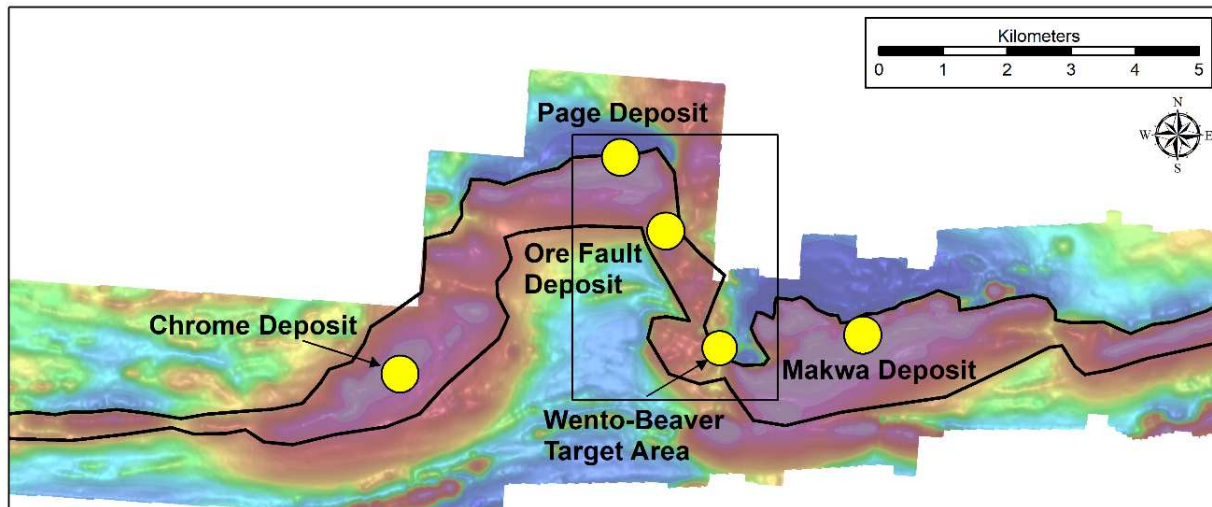 Kilometers
0 1 2 3 4 5
N
W E
S
Page Deposit
Ore Fault
Deposit
Chrome Deposit
Makwa Deposit
Wento-Beaver
Target Area